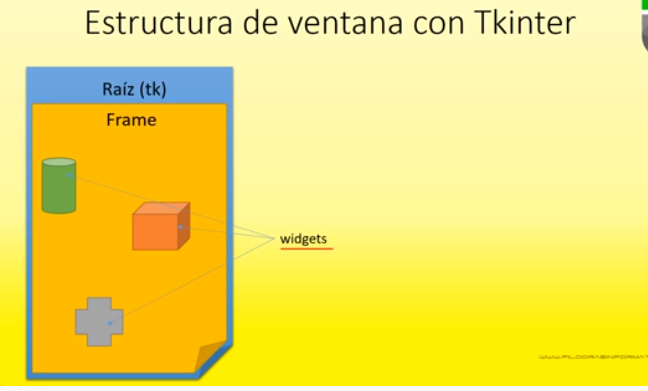 Estructura de ventana con Tkinter
Raíz (tk)
Frame
widgets